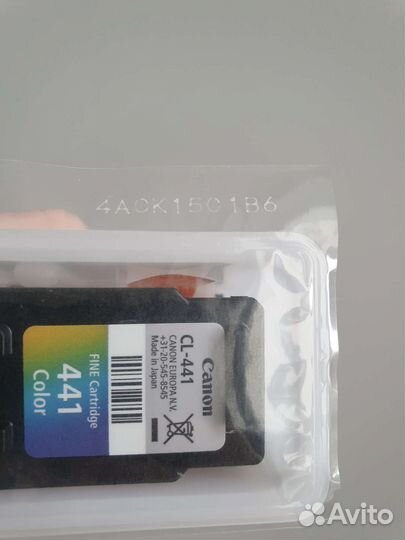 4A0K1501B6
Canon
CL-441
CANON EUROPA N.V.
+31-20-545-8545
Made in Japan
FINE Cartridge
441
Color
Avito